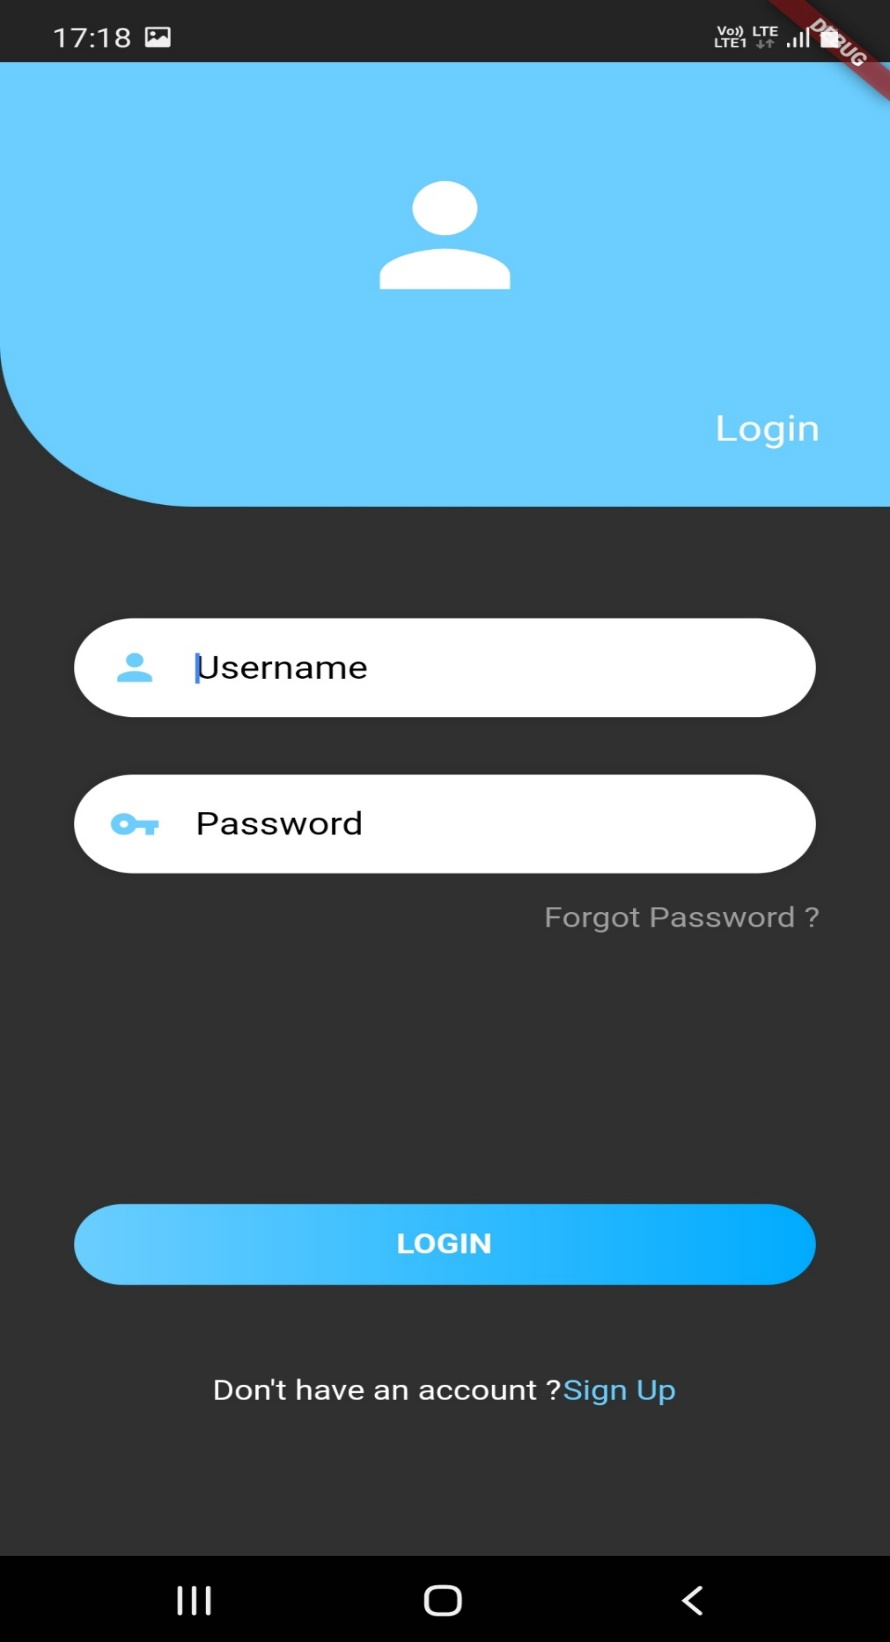 17:18
Vo)) LTE
LTE1
DEBUG
Login
Username
Password
Forgot Password ?
LOGIN
Don't have an account ?Sign Up